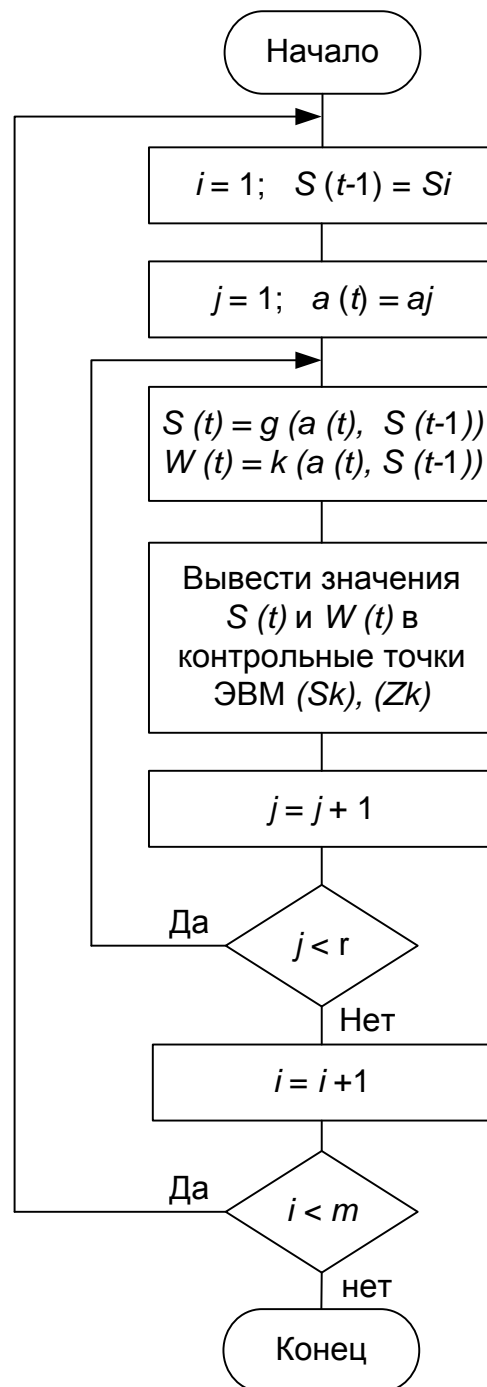 Начало
i = 1; S (t-1) = Si
j = 1; a (t) = aj
S (t) = g (a (t), S (t-1))
W (t) = k (a (t), S (t-1))
Вывести значения
S (t) и W (t) в
контрольные точки
ЭВМ (Sk), (Zk)
j = j + 1
Да
j < r
Нет
i = i +1
Да
i < m
нет
Конец